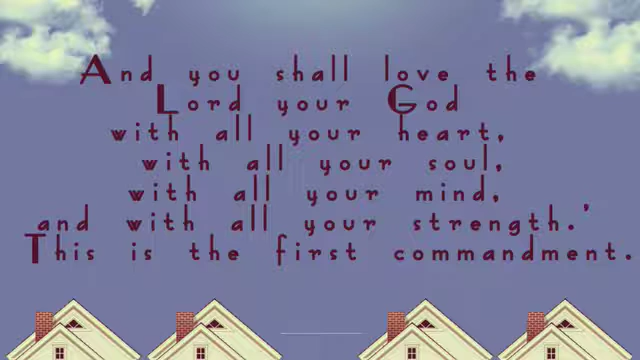 And you shall love the
Lord your God
with all your heart,
with all your soul,
with all your mind,
and with all your strength.'
This is the first commandment.